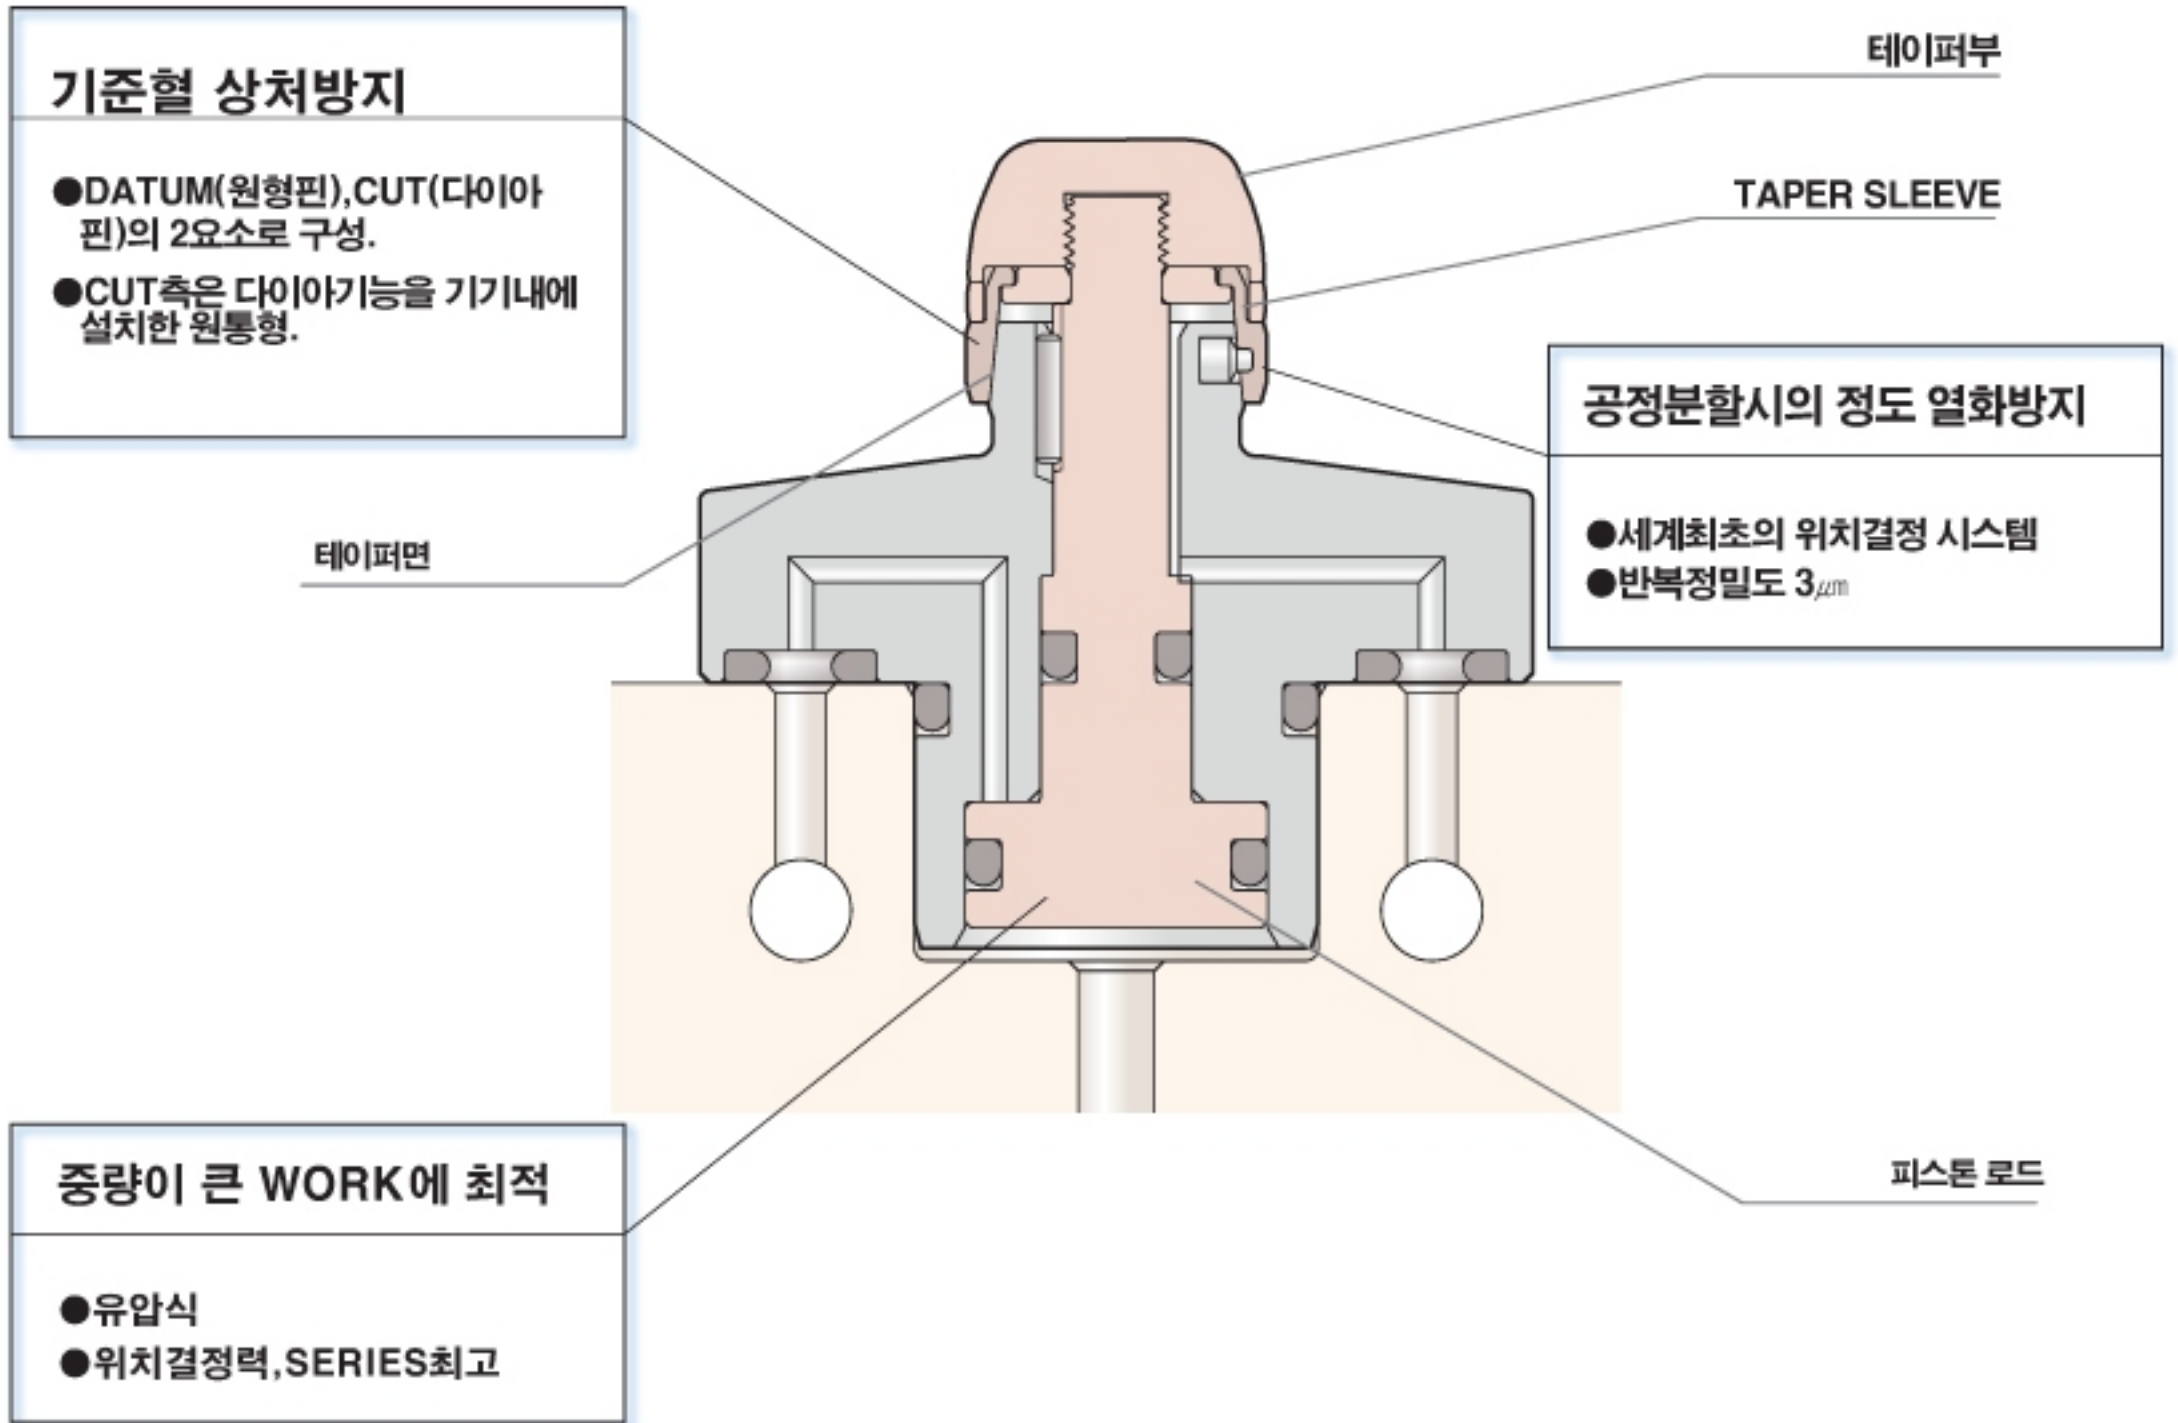 기준혈 상처방지
●DATUM(원형핀),CUT(다이아
핀)의 2요소로 구성.
●CUT측은 다이아기능을 기기내에
설치한 원통형.
테이퍼부
TAPER SLEEVE
공정분할시의 정도 열화방지
●세계최초의 위치결정 시스템
●반복정밀도 3㎛
테이퍼면
중량이 큰 WORK에 최적
●유압식
●위치결정력,SERIES최고
피스톤 로드